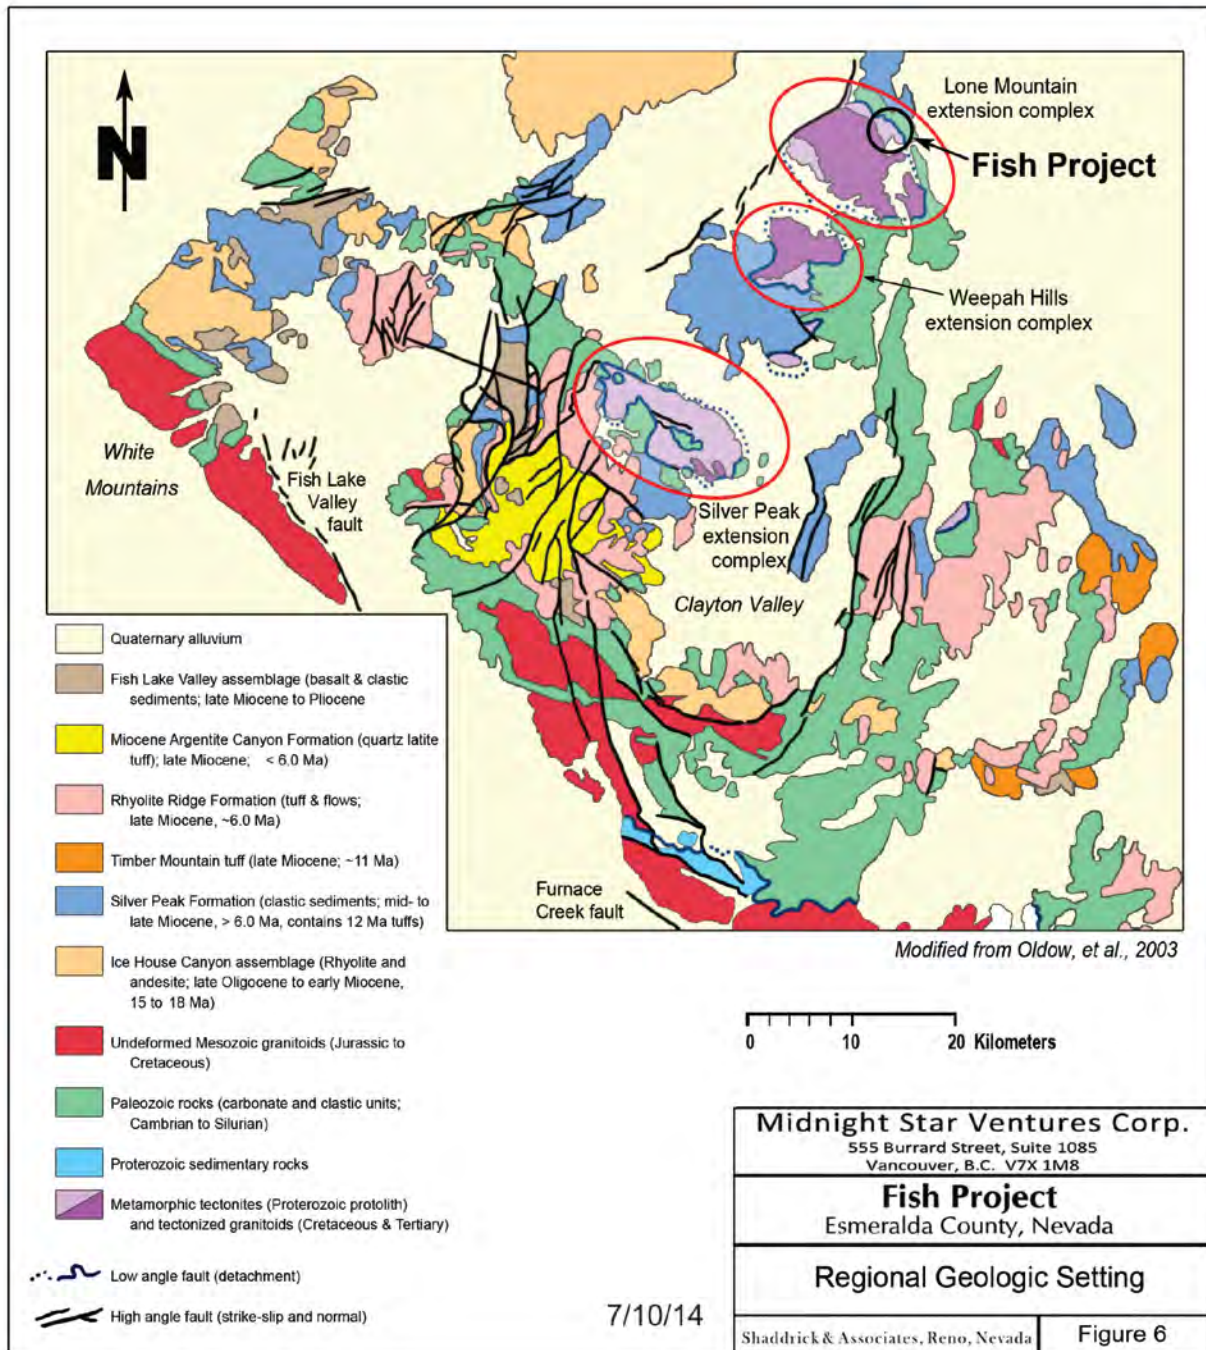 N
Lone Mountain
extension complex
Fish Project
Weepah Hills
extension complex
White
Mountains
Fish Lake
Valley
fault
Silver Peak
extension
complex
Clayton Valley
Furnace
Creek fault
Modified from Oldow, et al., 2003
Quaternary alluvium
Fish Lake Valley assemblage (basalt & clastic
sediments; late Miocene to Pliocene
Miocene Argentite Canyon Formation (quartz latite
tuff); late Miocene; < 6.0 Ma)
Rhyolite Ridge Formation (tuff & flows;
late Miocene, ~6.0 Ma)
Timber Mountain tuff (late Miocene; ~11 Ma)
Silver Peak Formation (clastic sediments; mid- to
late Miocene, > 6.0 Ma, contains 12 Ma tuffs)
Ice House Canyon assemblage (Rhyolite and
andesite; late Oligocene to early Miocene,
15 to 18 Ma)
Undeformed Mesozoic granitoids (Jurassic to
Cretaceous)
Paleozoic rocks (carbonate and clastic units;
Cambrian to Silurian)
Proterozoic sedimentary rocks
Metamorphic tectonites (Proterozoic protolith)
and tectonized granitoids (Cretaceous & Tertiary)
Low angle fault (detachment)
High angle fault (strike-slip and normal)
0 10 20 Kilometers
7/10/14
Midnight Star Ventures Corp.
555 Burrard Street, Suite 1085
Vancouver, B.C. V7X 1M8
Fish Project
Esmeralda County, Nevada
Regional Geologic Setting
Shaddrick & Associates, Reno, Nevada
Figure 6